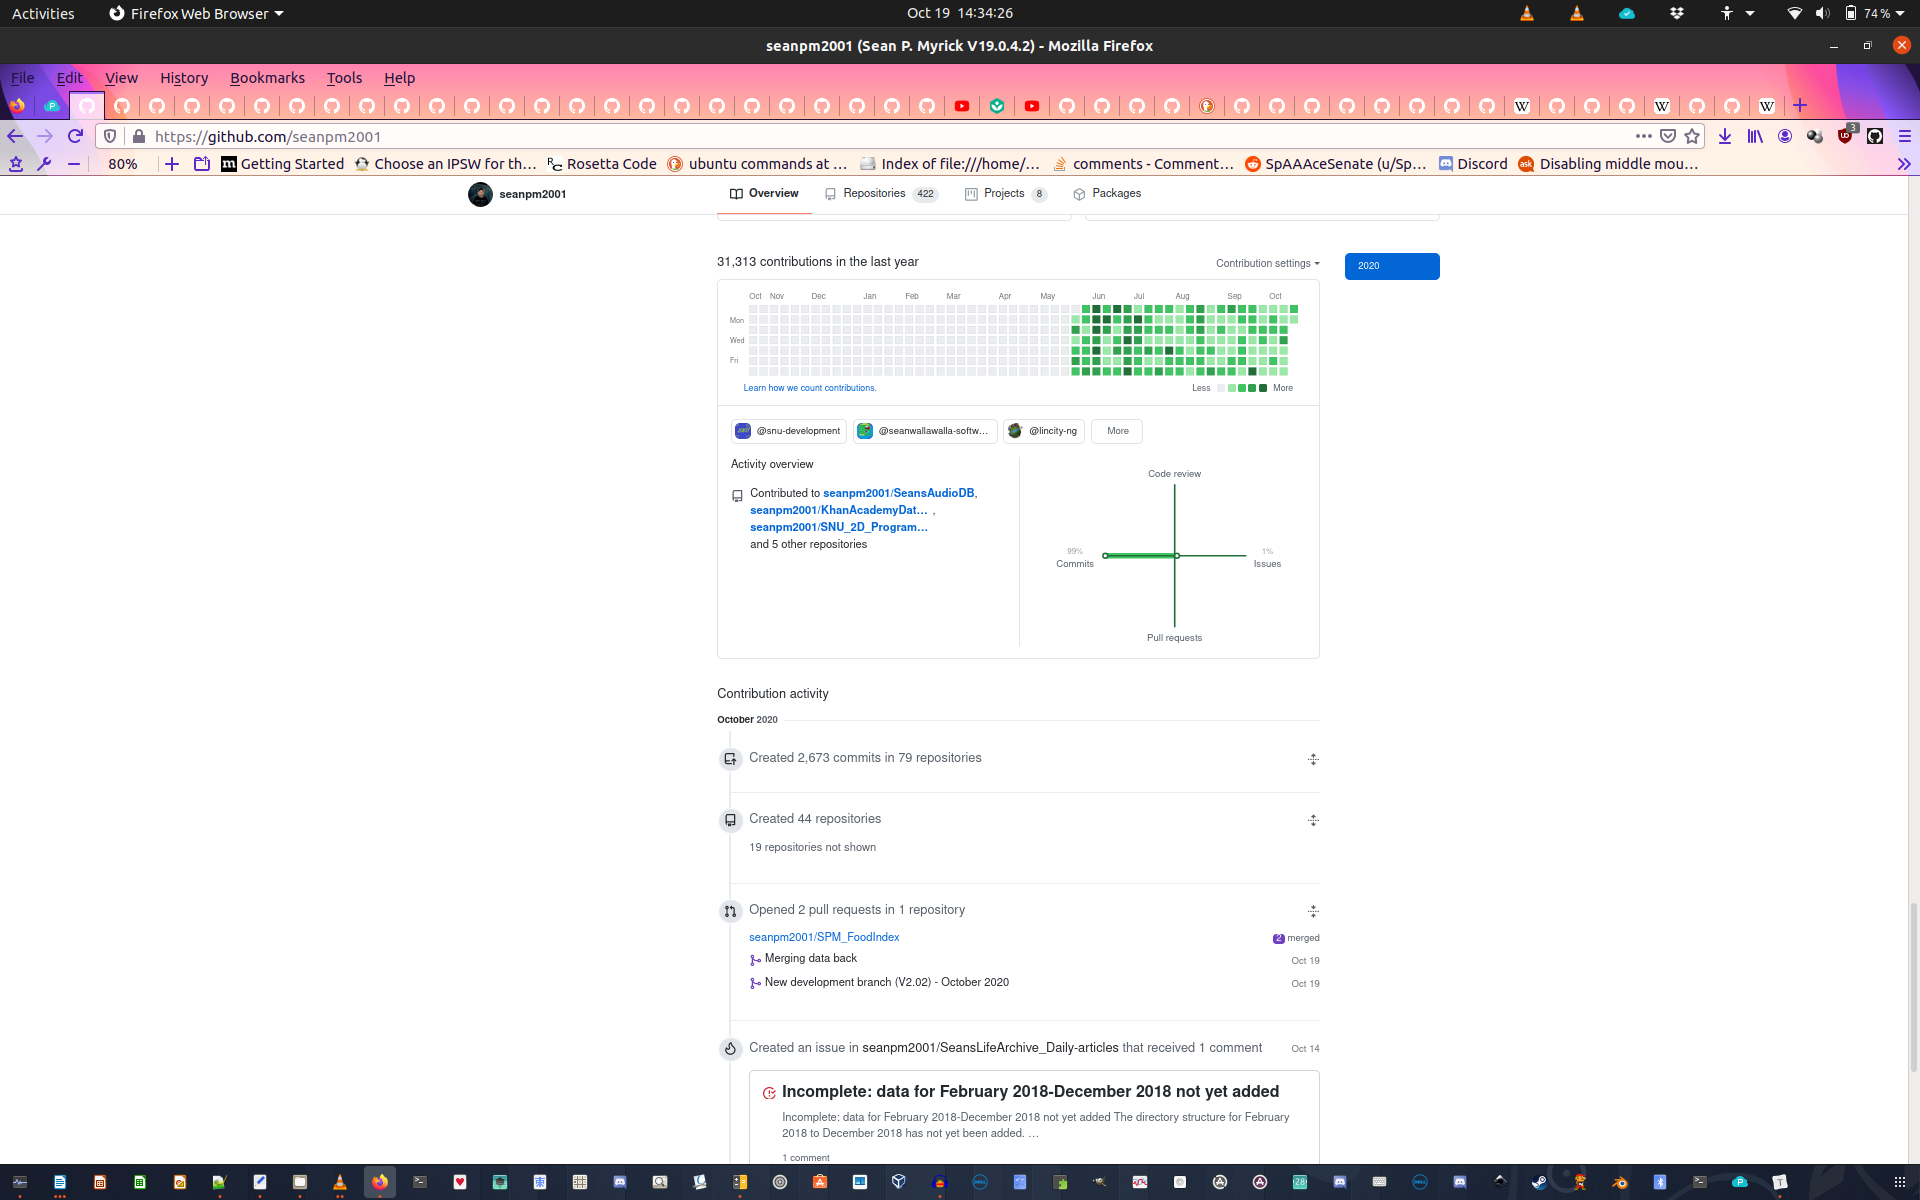 Activities
Firefox Web Browser
Oct 19 14:34:26
74%
seanpm2001 (Sean P. Myrick V19.0.4.2) - Mozilla Firefox
File Edit View History Bookmarks Tools Help
https://github.com/seanpm2001
3
80%
Getting Started
Choose an IPSW for th…
Rosetta Code
ubuntu commands at …
Index of file:///home/…
comments - Comment…
SpAAAceSenate (u/Sp…
Discord
Disabling middle mou…
seanpm2001
Overview
Repositories 422
Projects 8
Packages
31,313 contributions in the last year
Contribution settings
2020
Oct Nov Dec Jan Feb Mar Apr May Jun Jul Aug Sep Oct
Mon
Wed
Fri
Learn how we count contributions.
Less More
@snu-development
@seanwallawalla-softw…
@lincity-ng
More
Activity overview
Contributed to seanpm2001/SeansAudioDB,
seanpm2001/KhanAcademyDat… ,
seanpm2001/SNU_2D_Program…
and 5 other repositories
Code review
99%
Commits
1%
Issues
Pull requests
Contribution activity
October 2020
Created 2,673 commits in 79 repositories
Created 44 repositories
19 repositories not shown
Opened 2 pull requests in 1 repository
seanpm2001/SPM_FoodIndex
2 merged
Merging data back
Oct 19
New development branch (V2.02) - October 2020
Oct 19
Created an issue in seanpm2001/SeansLifeArchive_Daily-articles that received 1 comment
Oct 14
Incomplete: data for February 2018-December 2018 not yet added
Incomplete: data for February 2018-December 2018 not yet added The directory structure for February
2018 to December 2018 has not yet been added. …
1 comment